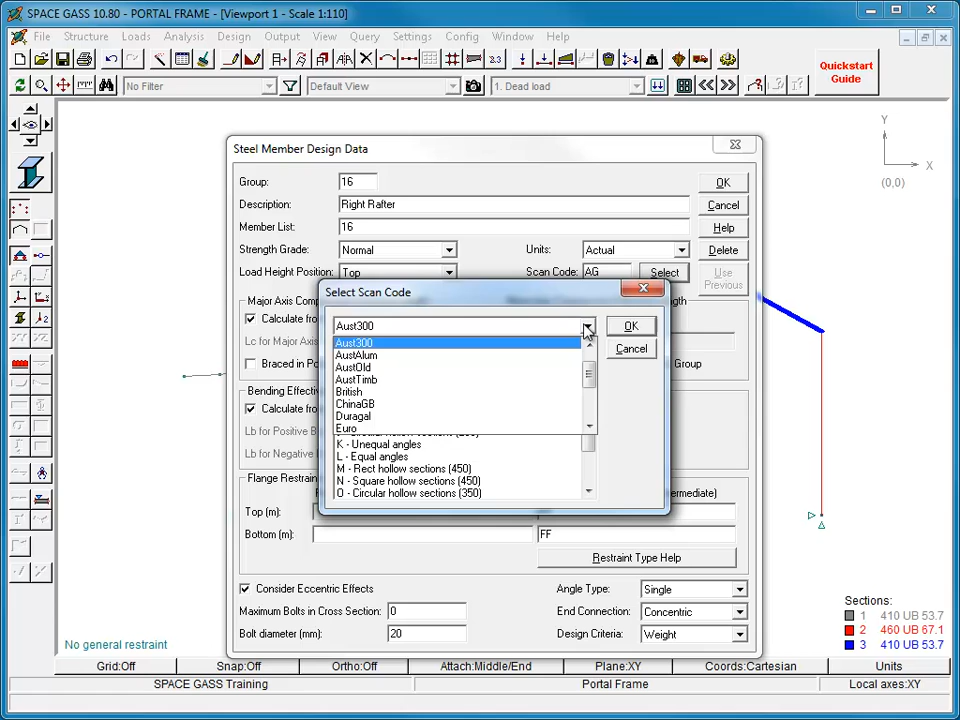 SPACE GASS 10.80 - PORTAL FRAME - [Viewport 1 - Scale 1:110]
File Structure Loads Analysis Design Output View Query Settings Config Window Help
2.3
Quickstart
Guide
No Filter Default View 1. Dead load
Y
X
(0,0)
Steel Member Design Data
Group: 16 OK
Description: Right Rafter Cancel
Member List: 16 Help
Strength Grade: Normal Units: Actual Delete
Load Height Position: Top Scan Code: AG Select Use
Previous
Select Scan Code
Major Axis Comp
Calculate fro
Aust300 OK
Lc for Major
Cancel
Aust300
AustAlum
AustOld
AustTimb
British
ChinaGB
Duragal
Euro
Braced in Po Group
Bending Effectiv
Calculate fro
Lb for Positive B
Lb for Negative
K - Unequal angles
L - Equal angles
M - Rect hollow sections (450)
N - Square hollow sections (450)
O - Circular hollow sections (350)
Flange Restrain
Top (m):
Bottom (m): FF
Restraint Type Help
Consider Eccentric Effects Angle Type: Single
Maximum Bolts in Cross Section: 0 End Connection: Concentric
Bolt diameter (mm): 20 Design Criteria: Weight
Sections:
1 410 UB 53.7
2 460 UB 67.1
3 410 UB 53.7
No general restraint
Grid:Off Snap:Off Ortho:Off Attach:Middle/End Plane:XY Coords:Cartesian Units
SPACE GASS Training Portal Frame Local axes:XY